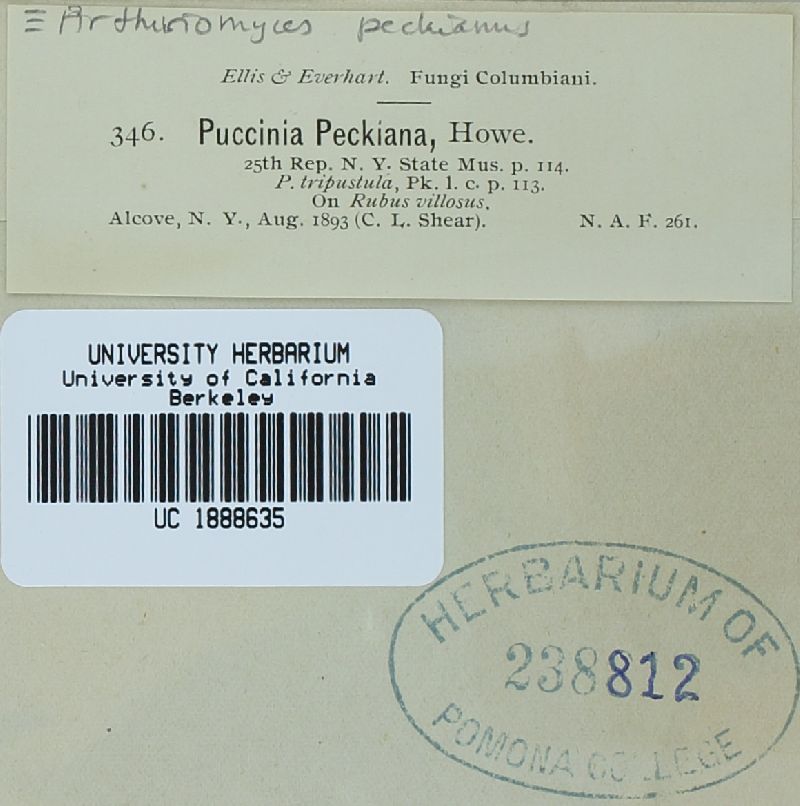 ≡ Arthuriomyces peckianus
Ellis & Everhart. Fungi Columbiani.
346. Puccinia Peckiana, Howe.
25th Rep. N. Y. State Mus. p. 114.
P. tripustula, Pk. l. c. p. 113.
On Rubus villosus.
Alcove, N. Y., Aug. 1893 (C. L. Shear). N. A. F. 261.
UNIVERSITY HERBARIUM
University of California
Berkeley
UC 1888635
HERBARIUM OF
238812
POMONA COLLEGE